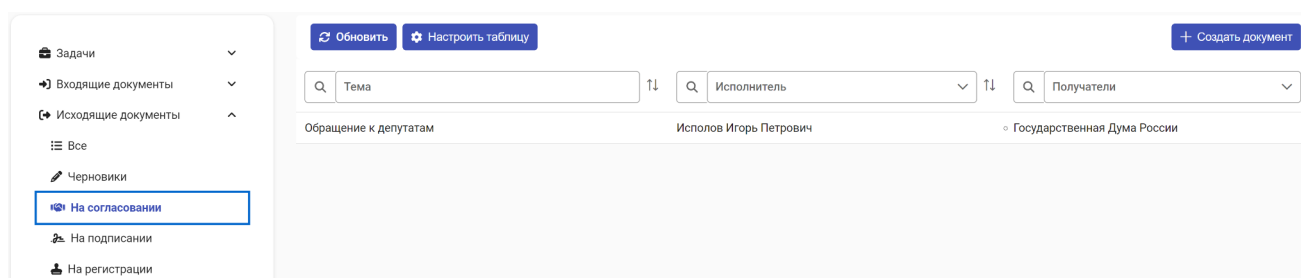 Обновить
Настроить таблицу
Создать документ
Задачи
Входящие документы
Исходящие документы
Все
Черновики
На согласовании
На подписании
На регистрации
Тема
Исполнитель
Получатели
Обращение к депутатам
Исполов Игорь Петрович
Государственная Дума России